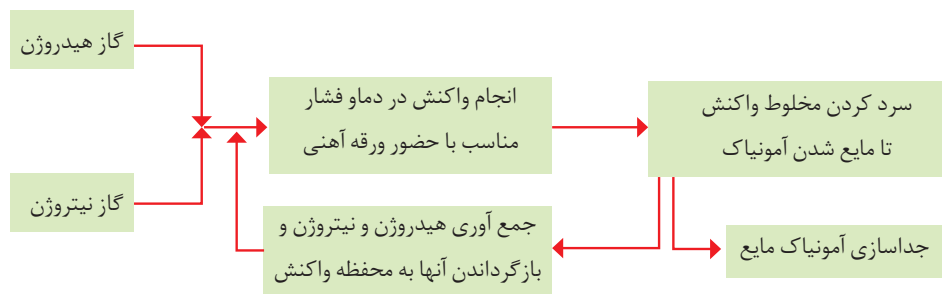 گاز هیدروژن
گاز نیتروژن
انجام واکنش در دماو فشار
مناسب با حضور ورقه آهنی
سرد کردن مخلوط واکنش
تا مایع شدن آمونیاک
جمع آوری هیدروژن و نیتروژن و
بازگرداندن آنها به محفظه واکنش
جداسازی آمونیاک مایع